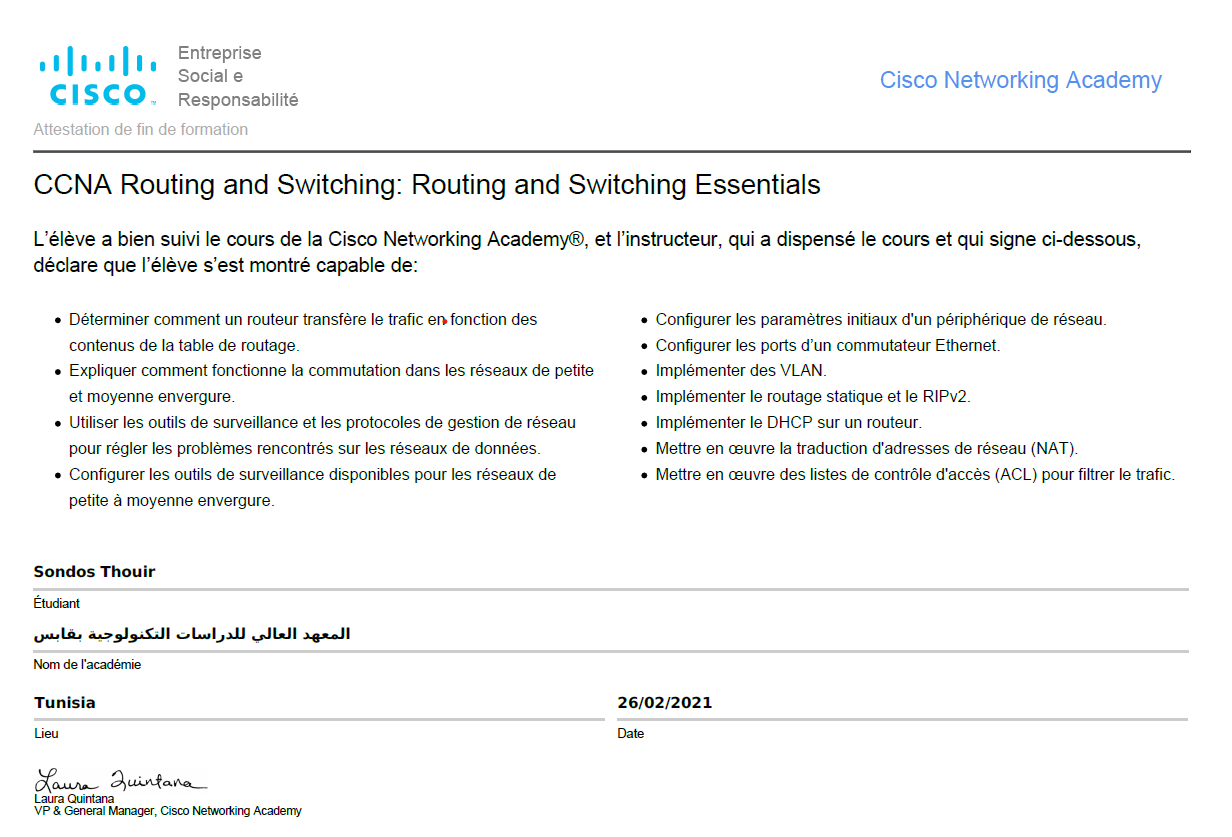 CISCO
Entreprise
Social e
Responsabilité
Cisco Networking Academy
Attestation de fin de formation
CCNA Routing and Switching: Routing and Switching Essentials
L’élève a bien suivi le cours de la Cisco Networking Academy®, et l’instructeur, qui a dispensé le cours et qui signe ci-dessous,
déclare que l’élève s’est montré capable de:
• Déterminer comment un routeur transfère le trafic en fonction des
contenus de la table de routage.
• Expliquer comment fonctionne la commutation dans les réseaux de petite
et moyenne envergure.
• Utiliser les outils de surveillance et les protocoles de gestion de réseau
pour régler les problèmes rencontrés sur les réseaux de données.
• Configurer les outils de surveillance disponibles pour les réseaux de
petite à moyenne envergure.
• Configurer les paramètres initiaux d'un périphérique de réseau.
• Configurer les ports d’un commutateur Ethernet.
• Implémenter des VLAN.
• Implémenter le routage statique et le RIPv2.
• Implémenter le DHCP sur un routeur.
• Mettre en œuvre la traduction d'adresses de réseau (NAT).
• Mettre en œuvre des listes de contrôle d'accès (ACL) pour filtrer le trafic.
Sondos Thouir
Étudiant
المعهد العالي للدراسات التكنولوجية بقابس
Nom de l'académie
Tunisia
Lieu
26/02/2021
Date
Laura Quintana
Laura Quintana
VP & General Manager, Cisco Networking Academy